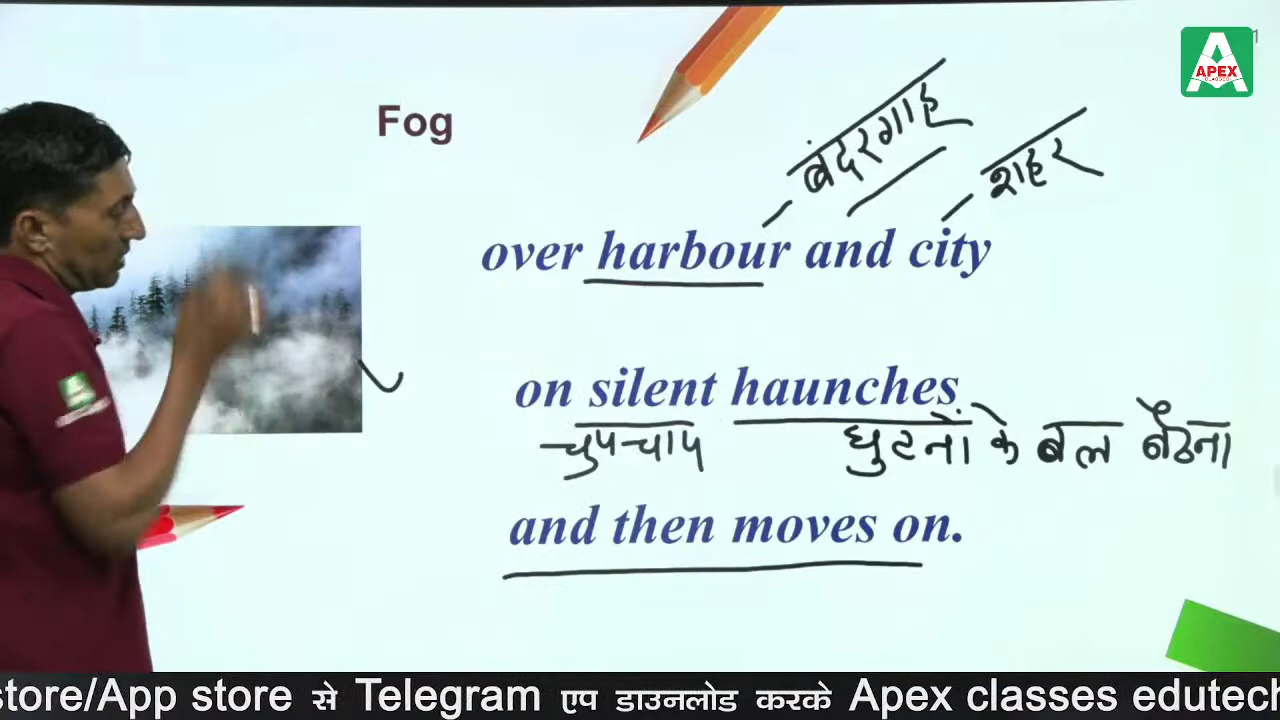 APEX
CLASSES
Fog
बंदरगाह
शहर
over harbour and city
on silent haunches
चुपचाप घुटनों के बल बैठना
and then moves on.
store/App store से Telegram एप डाउनलोड करके Apex classes edutech